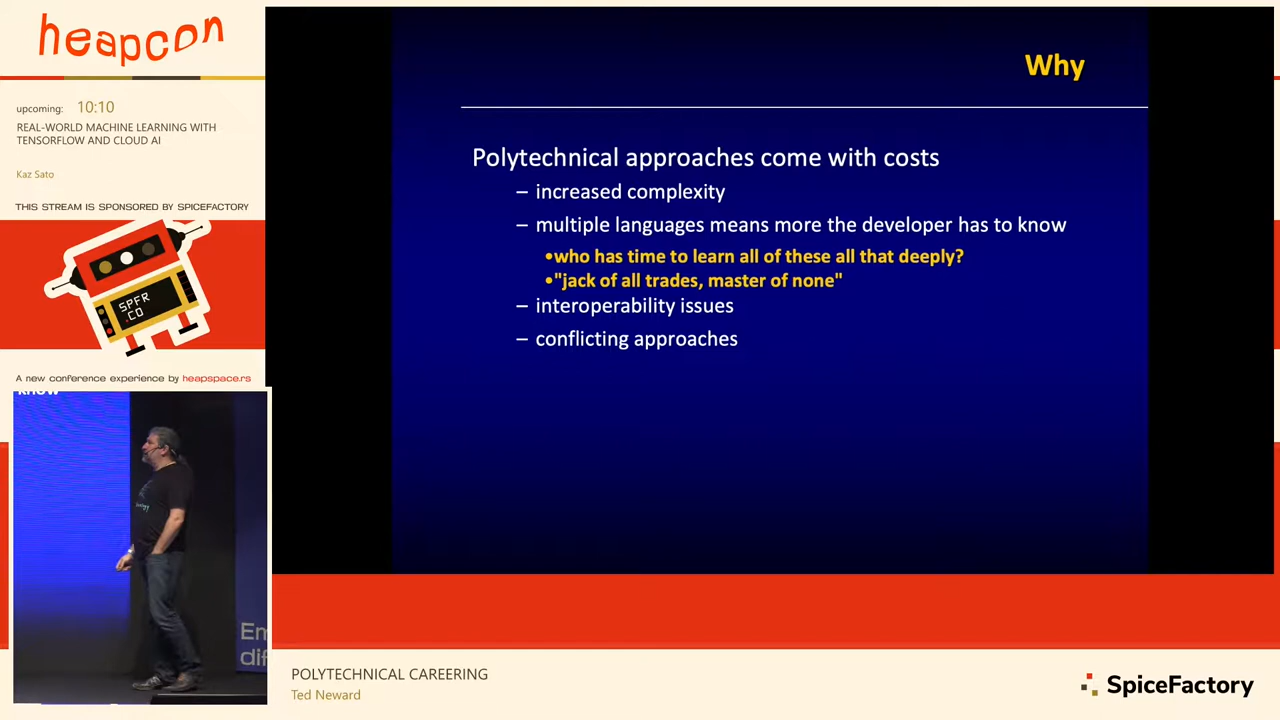 heapcon
upcoming: 10:10
REAL-WORLD MACHINE LEARNING WITH
TENSORFLOW AND CLOUD AI
Kaz Sato
THIS STREAM IS SPONSORED BY SPICEFACTORY
SPFR
.CO
A new conference experience by heapspace.rs
Why
Polytechnical approaches come with costs
– increased complexity
– multiple languages means more the developer has to know
•who has time to learn all of these all that deeply?
•"jack of all trades, master of none"
– interoperability issues
– conflicting approaches
know
POLYTECHNICAL CAREERING
Ted Neward
SpiceFactory